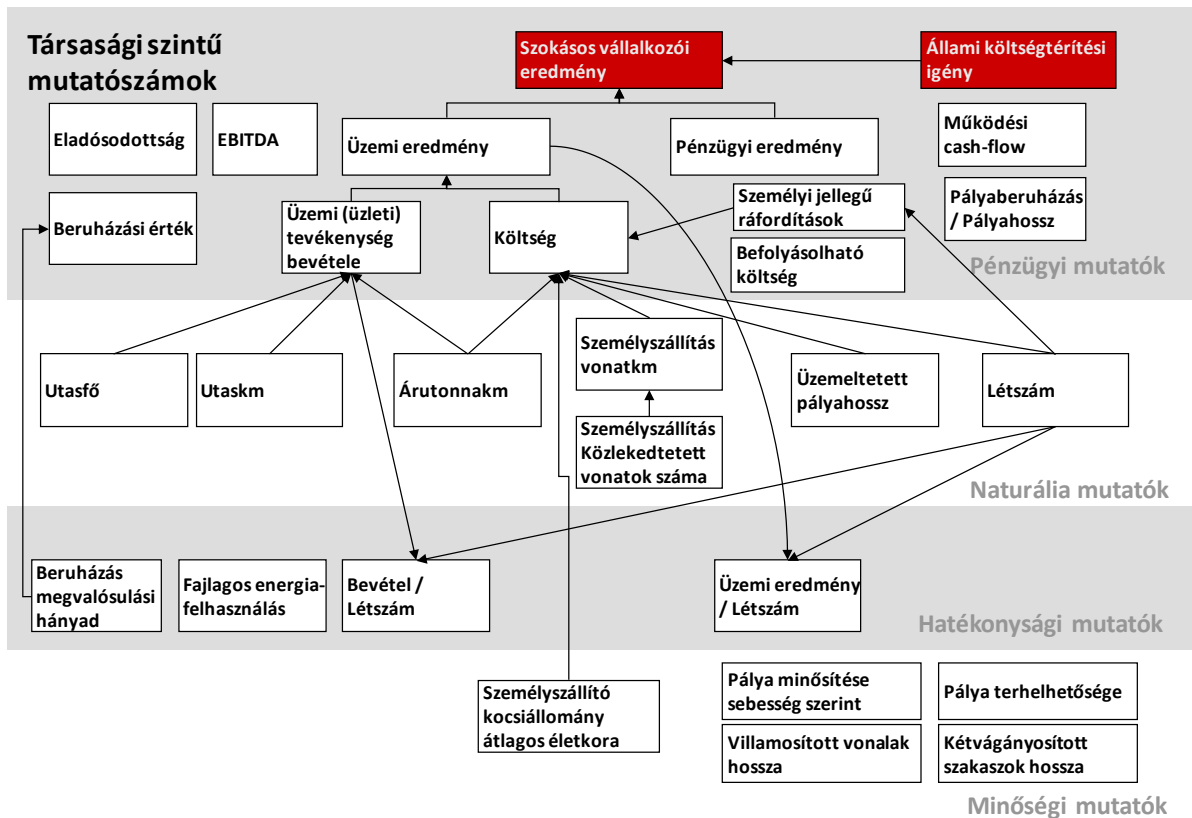 Társasági szintű
mutatószámok
Szokásos vállalkozói
eredmény
Állami költségtérítési
igény
Eladósodottság
EBITDA
Üzemi eredmény
Pénzügyi eredmény
Működési
cash-flow
Beruházási érték
Üzemi (üzleti)
tevékenység
bevétele
Költség
Személyi jellegű
ráfordítások
Pályaberuházás
/ Pályahossz
Befolyásolható
költség
Pénzügyi mutatók
Utasfő
Utaskm
Árutonnakm
Személyszállítás
vonatkm
Üzemeltetett
pályahossz
Létszám
Személyszállítás
Közlekedtetett
vonatok száma
Naturália mutatók
Beruházás
megvalósulási
hányad
Fajlagos energia-
felhasználás
Bevétel /
Létszám
Üzemi eredmény
/ Létszám
Hatékonysági mutatók
Személyszállító
kocsiállomány
átlagos életkora
Pálya minősítése
sebesség szerint
Pálya terhelhetősége
Villamosított vonalak
hossza
Kétvágányosított
szakaszok hossza
Minőségi mutatók